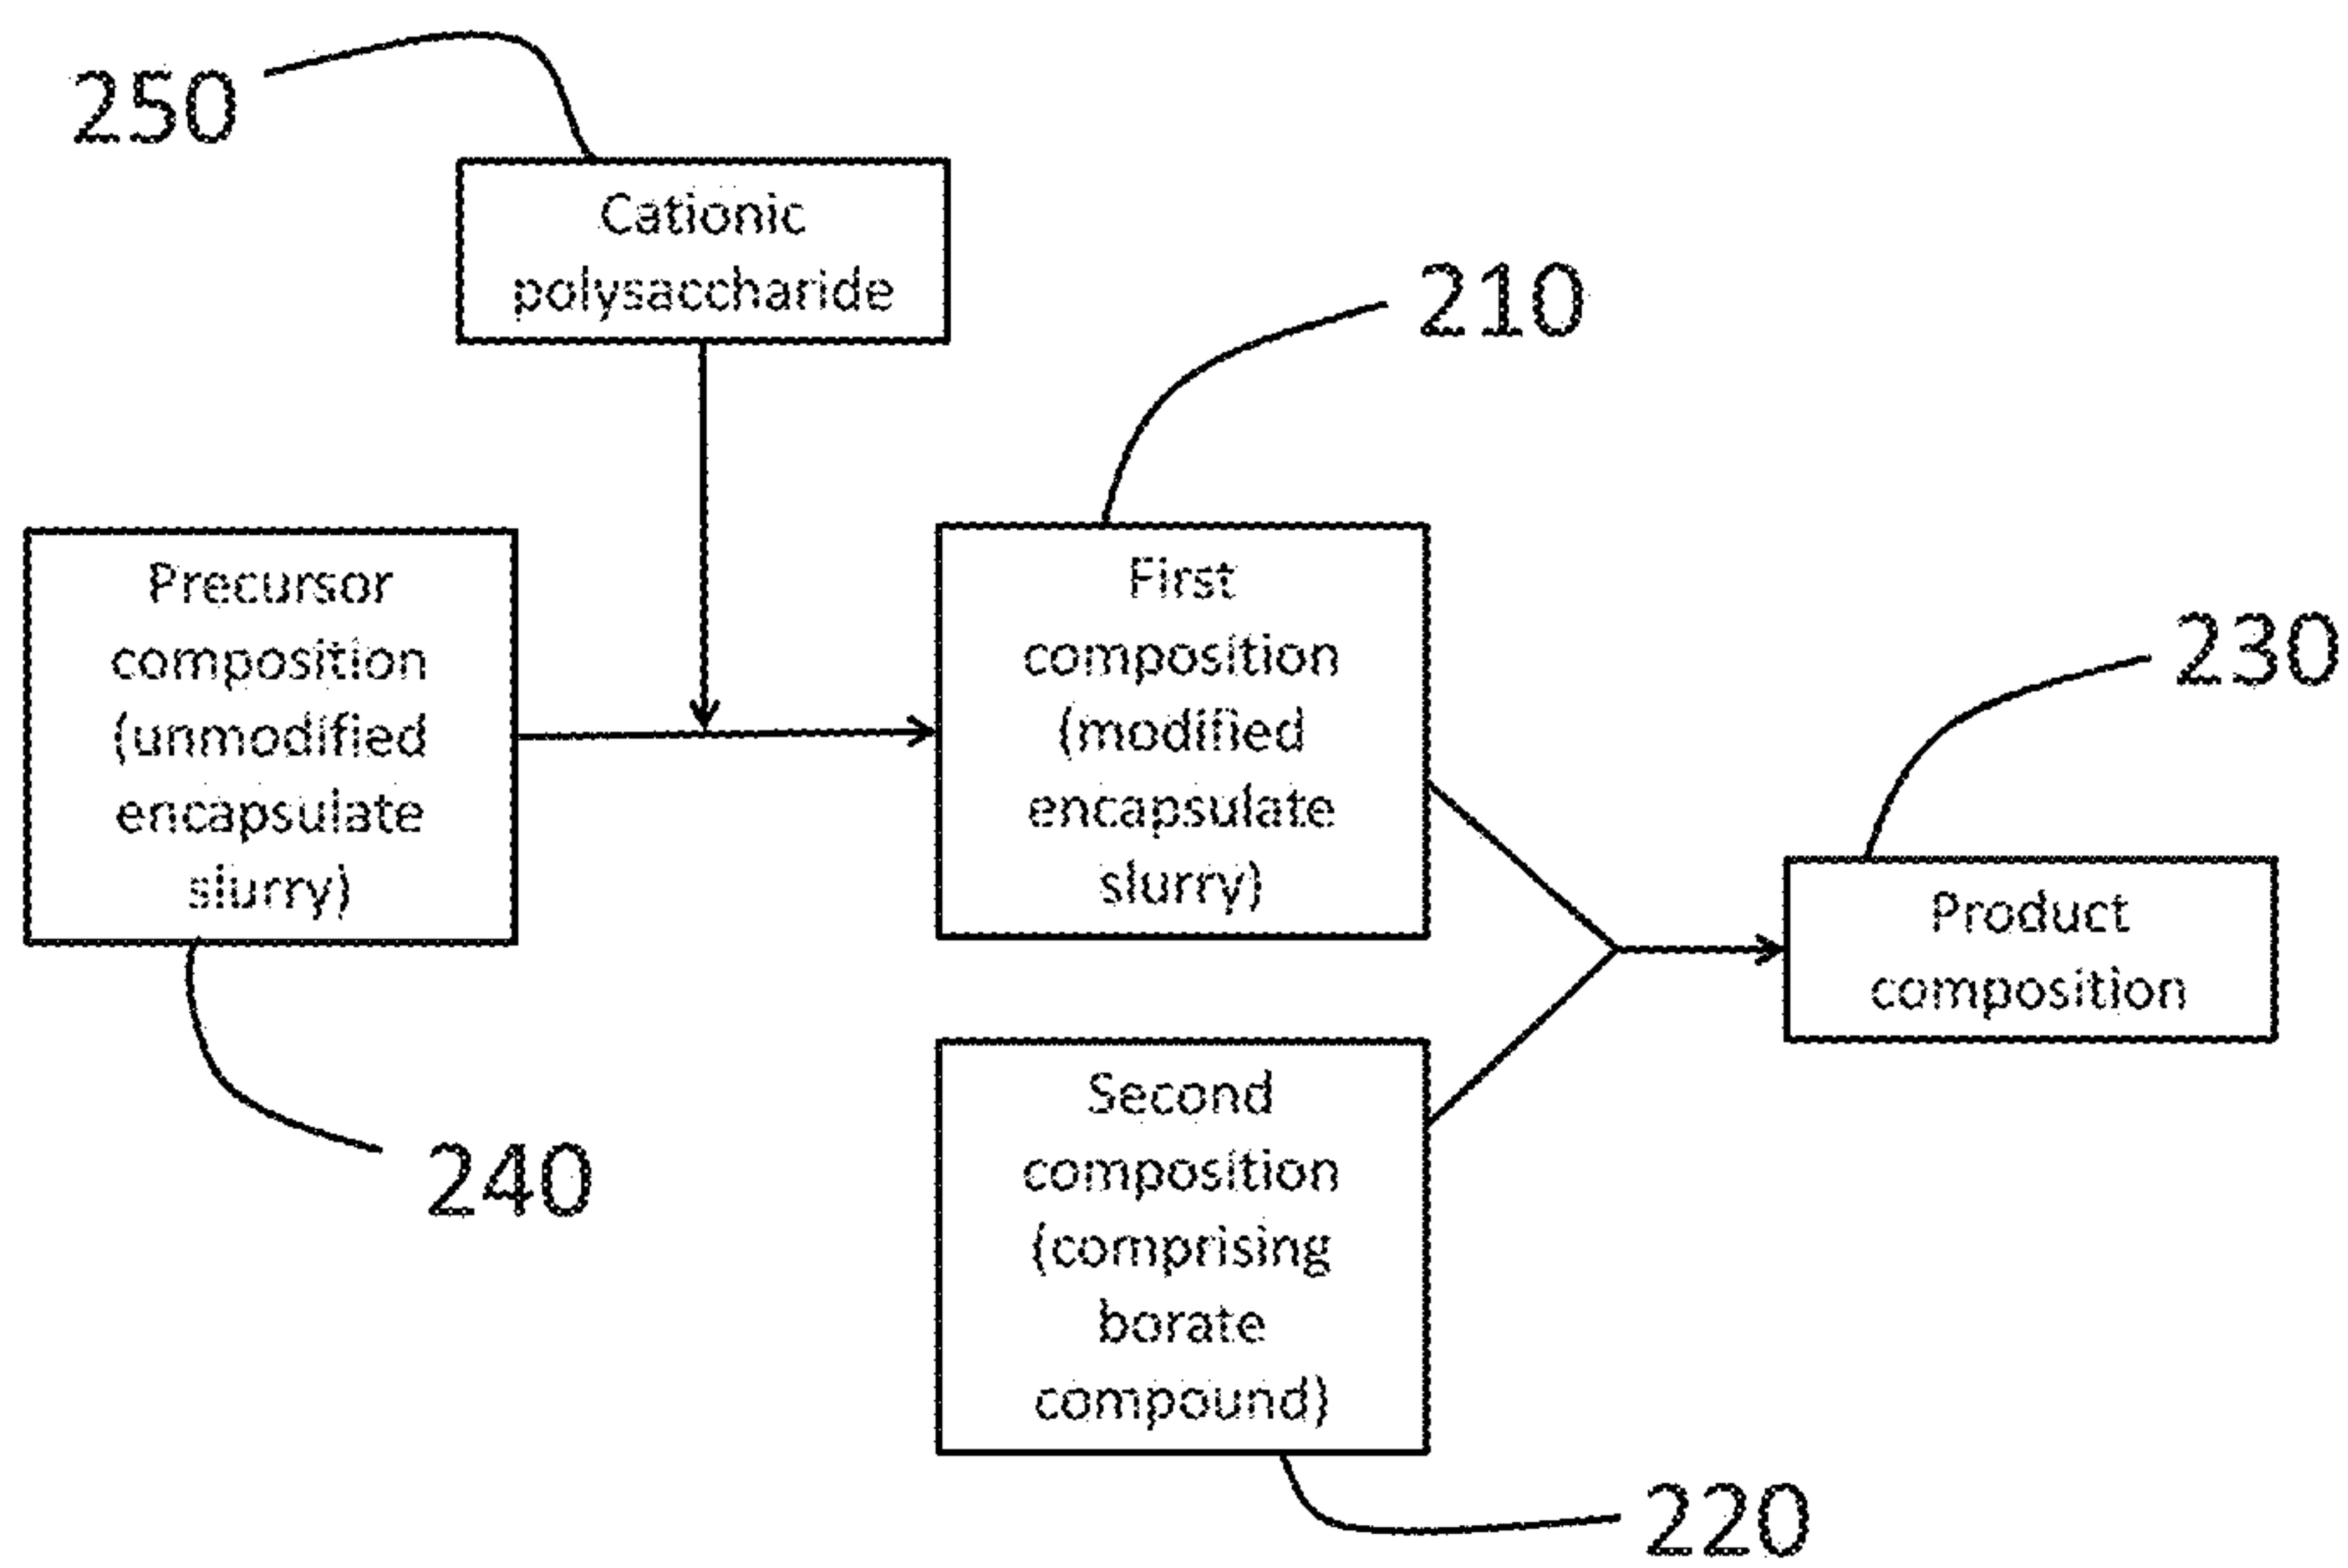 250
Cationic
polysaccharide
210
Precursor
composition
(unmodified
encapsulate
slurry)
First
composition
(modified
encapsulate
slurry)
230
Product
composition
240
Second
composition
(comprising
borate
compound)
220